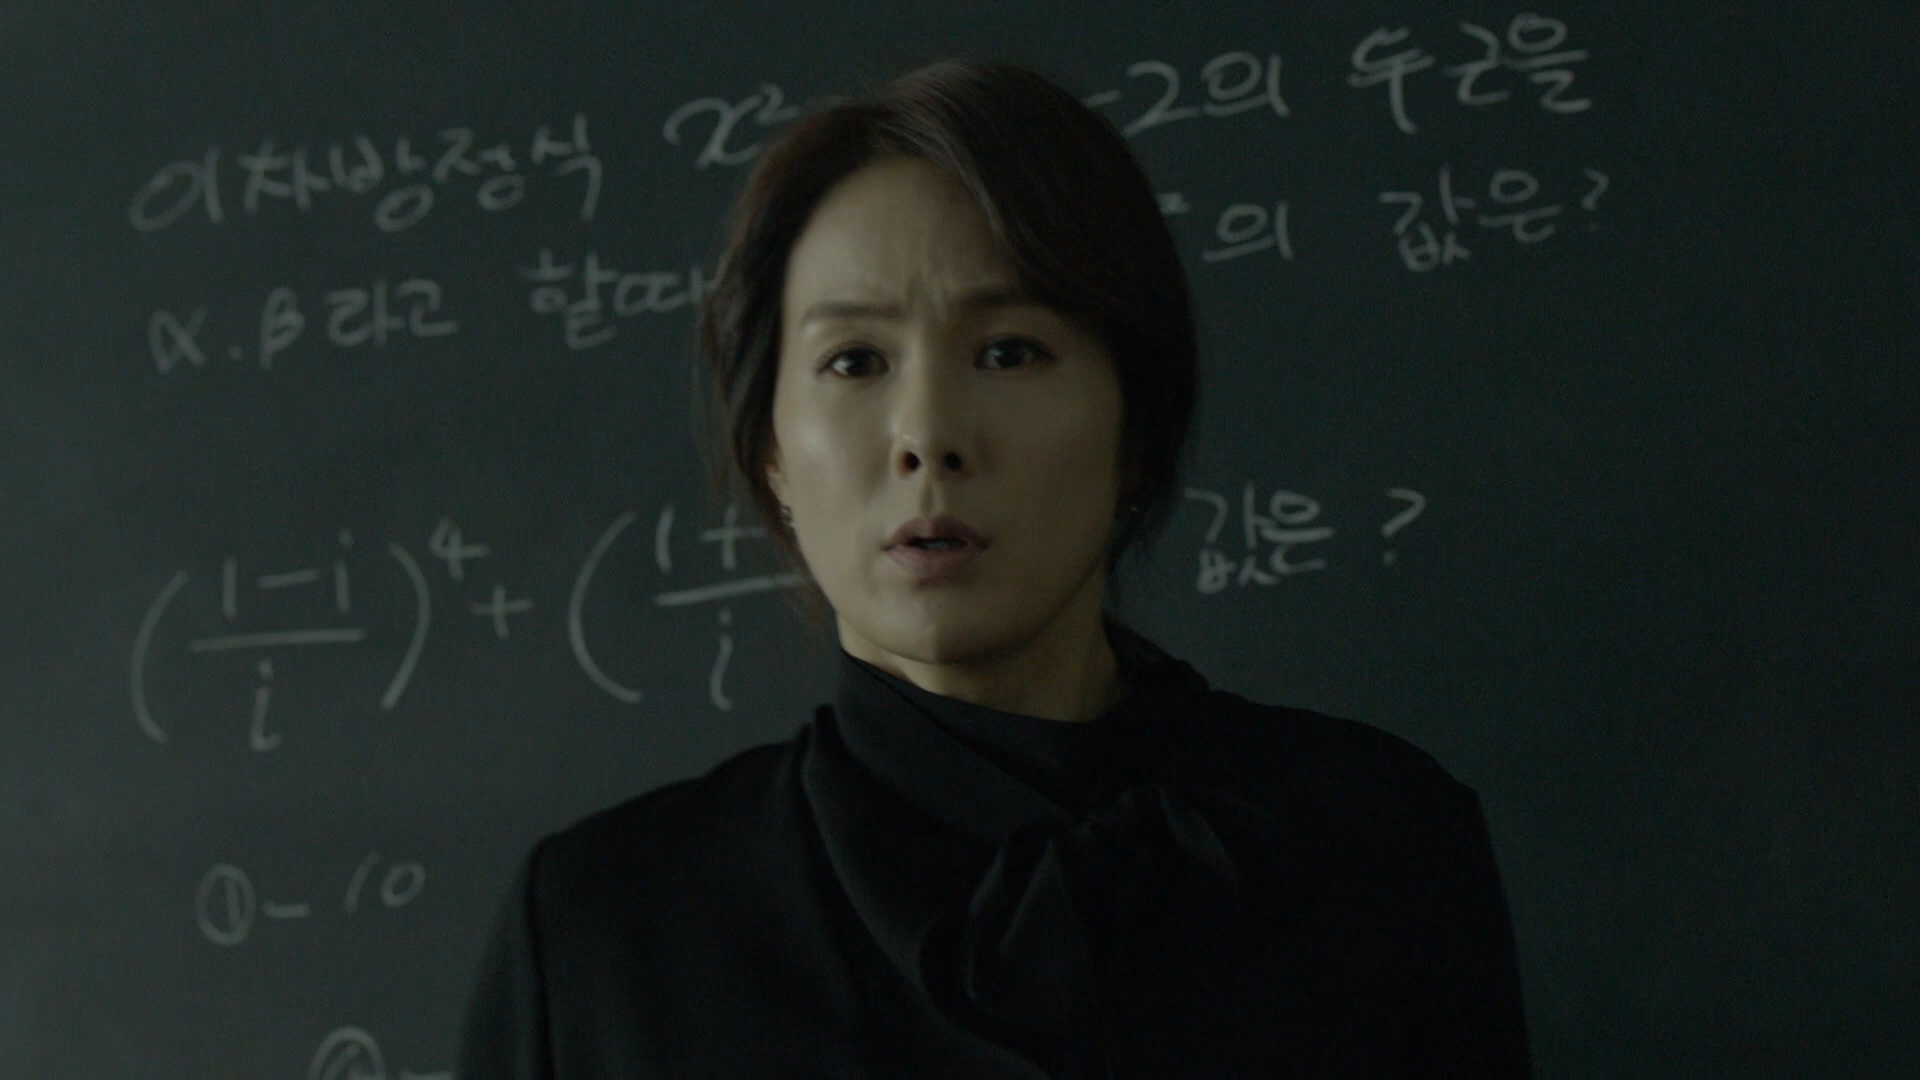 이차방정식 x² -2의 두근을
α.β라고 할때 의 값은?
(1-i/i)⁴+(1+ /i 값은?
①-10